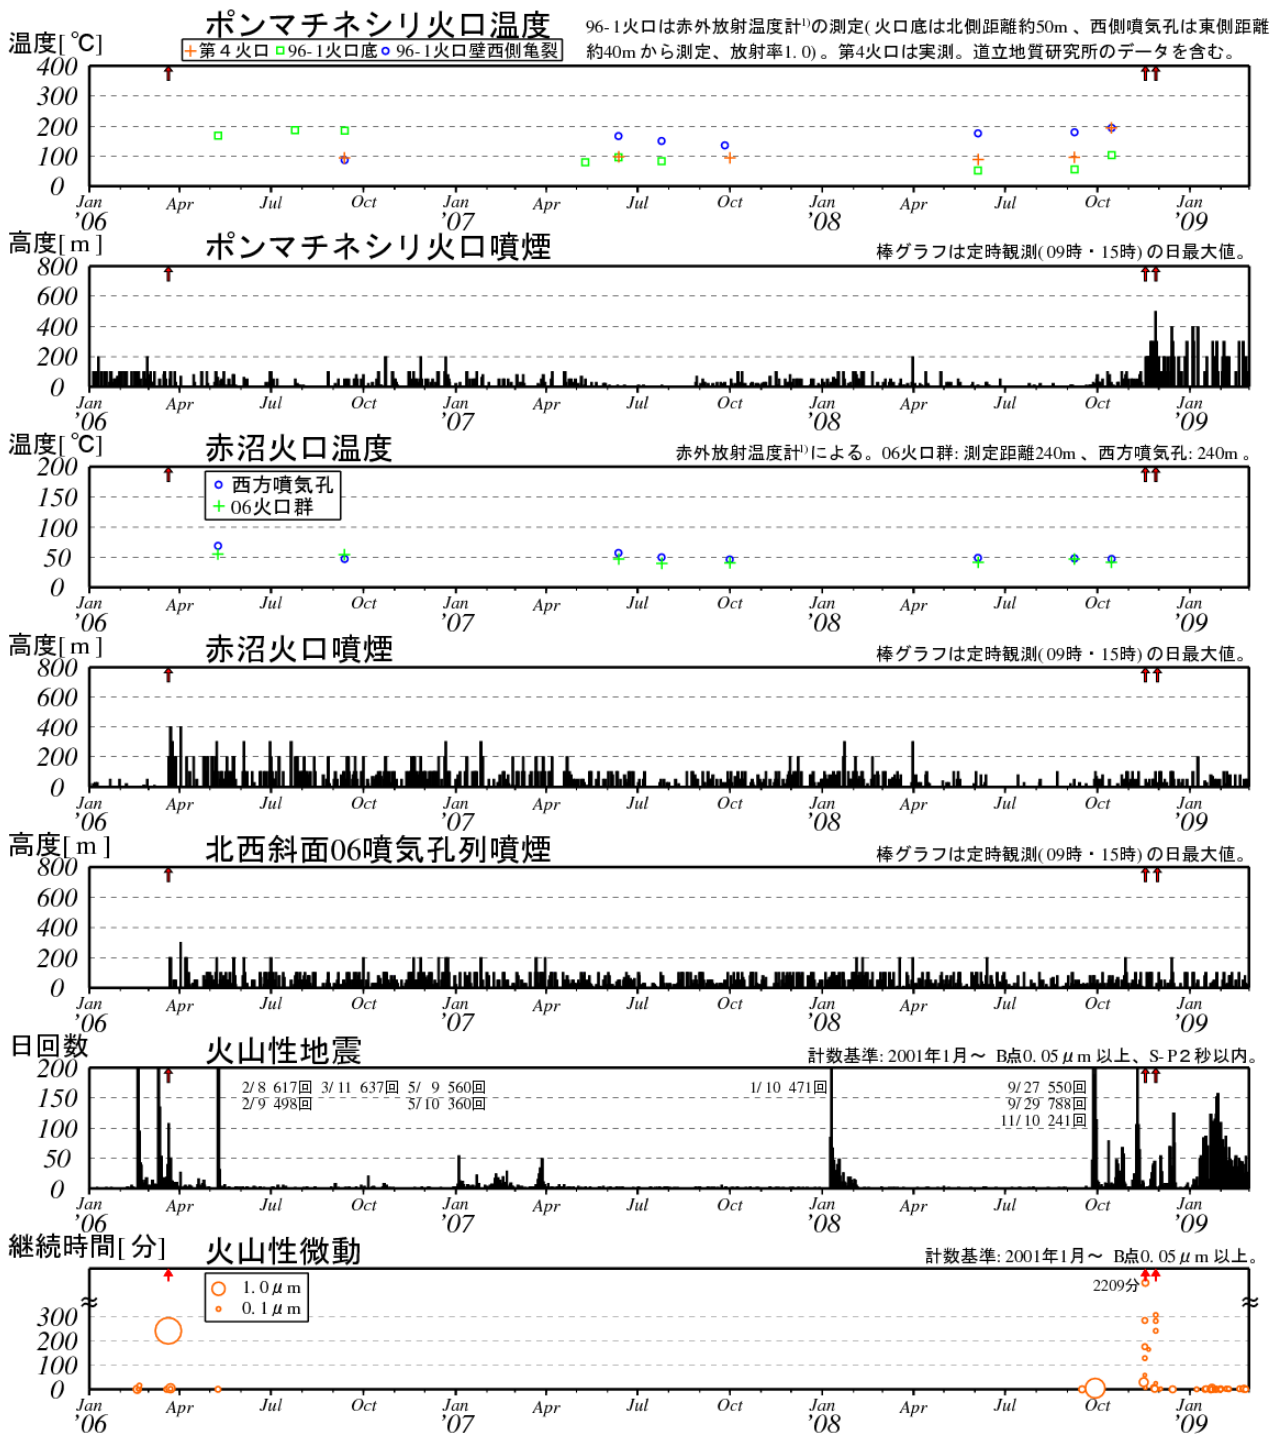 ポンマチネシリ火口温度
96-1火口は赤外放射温度計¹⁾の測定(火口底は北側距離約50m、西側噴気孔は東側距離
約40mから測定、放射率1.0)。第4火口は実測。道立地質研究所のデータを含む。
温度[℃]
第４火口 96-1火口底 96-1火口壁西側亀裂
400
300
200
100
0
Jan Apr Jul Oct Jan Apr Jul Oct Jan Apr Jul Oct Jan
'06 '07 '08 '09
高度[m]
ポンマチネシリ火口噴煙
棒グラフは定時観測(09時・15時)の日最大値。
800
600
400
200
0
Jan Apr Jul Oct Jan Apr Jul Oct Jan Apr Jul Oct Jan
'06 '07 '08 '09
温度[℃]
赤沼火口温度
赤外放射温度計¹⁾による。06火口群:測定距離240m、西方噴気孔:240m。
西方噴気孔
06火口群
200
150
100
50
0
Jan Apr Jul Oct Jan Apr Jul Oct Jan Apr Jul Oct Jan
'06 '07 '08 '09
高度[m]
赤沼火口噴煙
棒グラフは定時観測(09時・15時)の日最大値。
800
600
400
200
0
Jan Apr Jul Oct Jan Apr Jul Oct Jan Apr Jul Oct Jan
'06 '07 '08 '09
高度[m]
北西斜面06噴気孔列噴煙
棒グラフは定時観測(09時・15時)の日最大値。
800
600
400
200
0
Jan Apr Jul Oct Jan Apr Jul Oct Jan Apr Jul Oct Jan
'06 '07 '08 '09
日回数
火山性地震
計数基準:2001年1月～ B点0.05μm以上、S-P２秒以内。
2/8 617回 3/11 637回 5/9 560回 1/10 471回 9/27 550回
2/9 498回 5/10 360回 9/29 788回
11/10 241回
200
150
100
50
0
Jan Apr Jul Oct Jan Apr Jul Oct Jan Apr Jul Oct Jan
'06 '07 '08 '09
継続時間[分]
火山性微動
計数基準:2001年1月～ B点0.05μm以上。
1.0μm
0.1μm
2209分
300
200
100
0
Jan Apr Jul Oct Jan Apr Jul Oct Jan Apr Jul Oct Jan
'06 '07 '08 '09